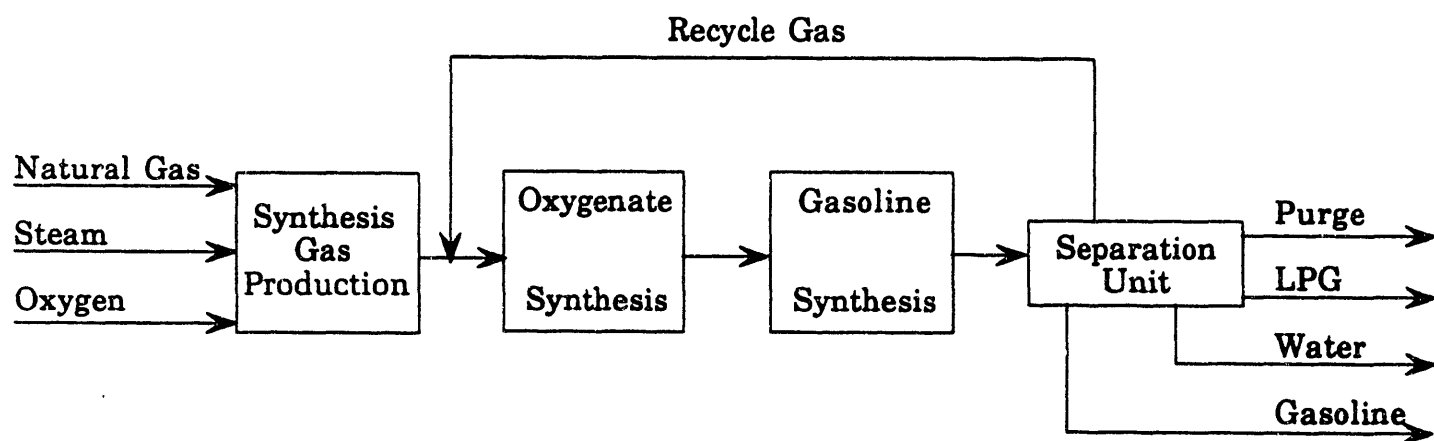 Recycle Gas
Natural Gas
Steam
Oxygen
Synthesis
Gas
Production
Oxygenate
Synthesis
Gasoline
Synthesis
Separation
Unit
Purge
LPG
Water
Gasoline